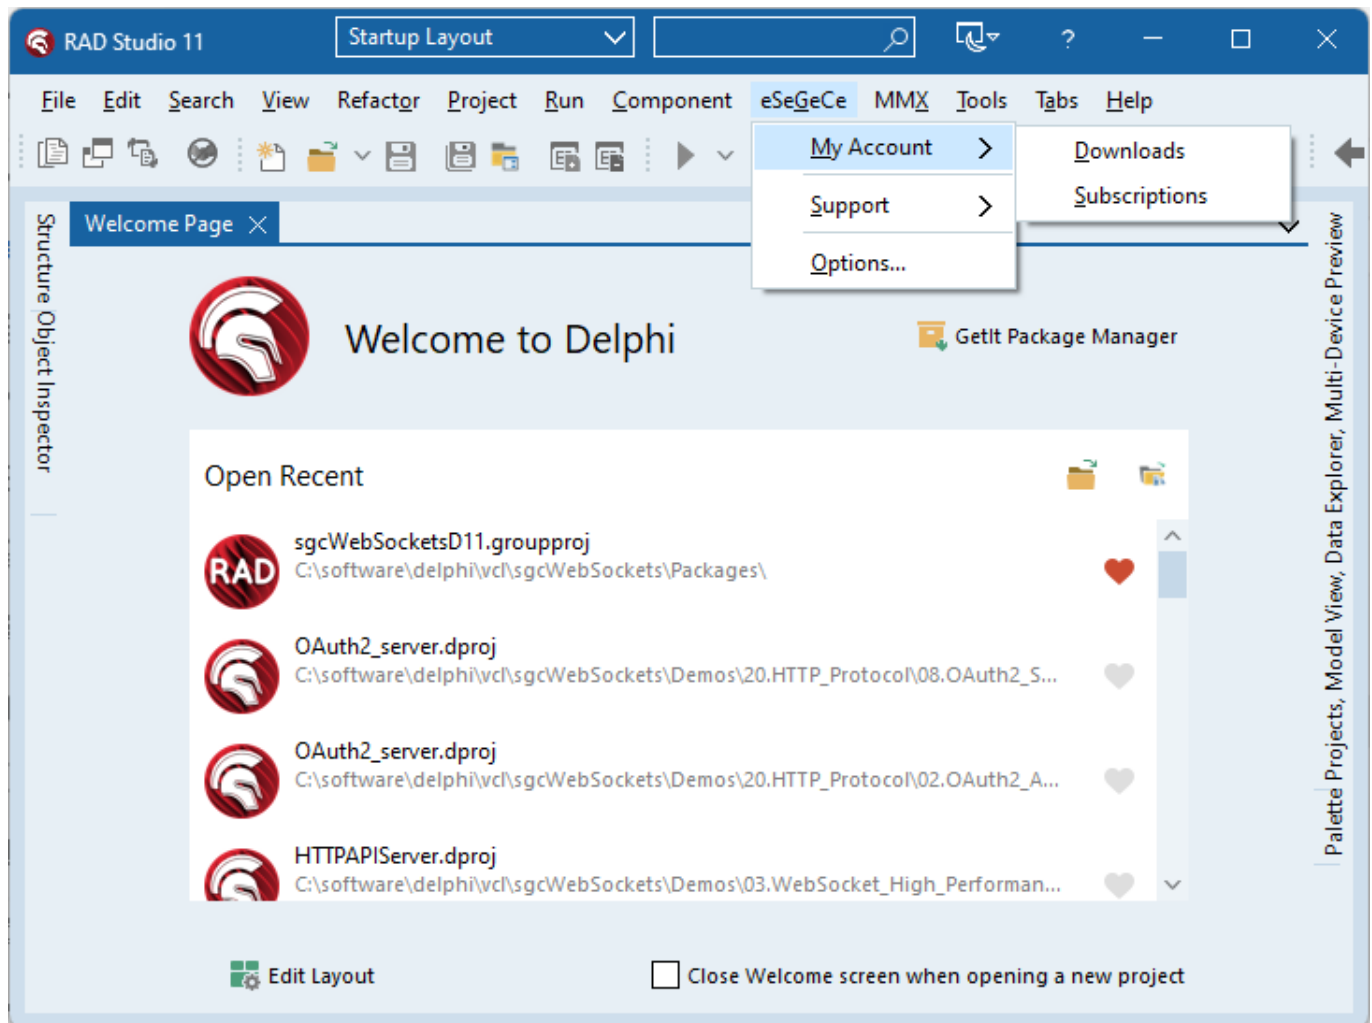 RAD Studio 11
Startup Layout
?
File Edit Search View Refactor Project Run Component eSeGeCe MMX Tools Tabs Help
My Account
Downloads
Subscriptions
Support
Options...
Structure
Object Inspector
Welcome Page
Welcome to Delphi
GetIt Package Manager
Open Recent
sgcWebSocketsD11.groupproj
C:\software\delphi\vcl\sgcWebSockets\Packages\
RAD
OAuth2_server.dproj
C:\software\delphi\vcl\sgcWebSockets\Demos\20.HTTP_Protocol\08.OAuth2_S...
OAuth2_server.dproj
C:\software\delphi\vcl\sgcWebSockets\Demos\20.HTTP_Protocol\02.OAuth2_A...
HTTPAPIServer.dproj
C:\software\delphi\vcl\sgcWebSockets\Demos\03.WebSocket_High_Performan...
Edit Layout
Close Welcome screen when opening a new project
Projects, Model View, Data Explorer, Multi-Device Preview
Palette